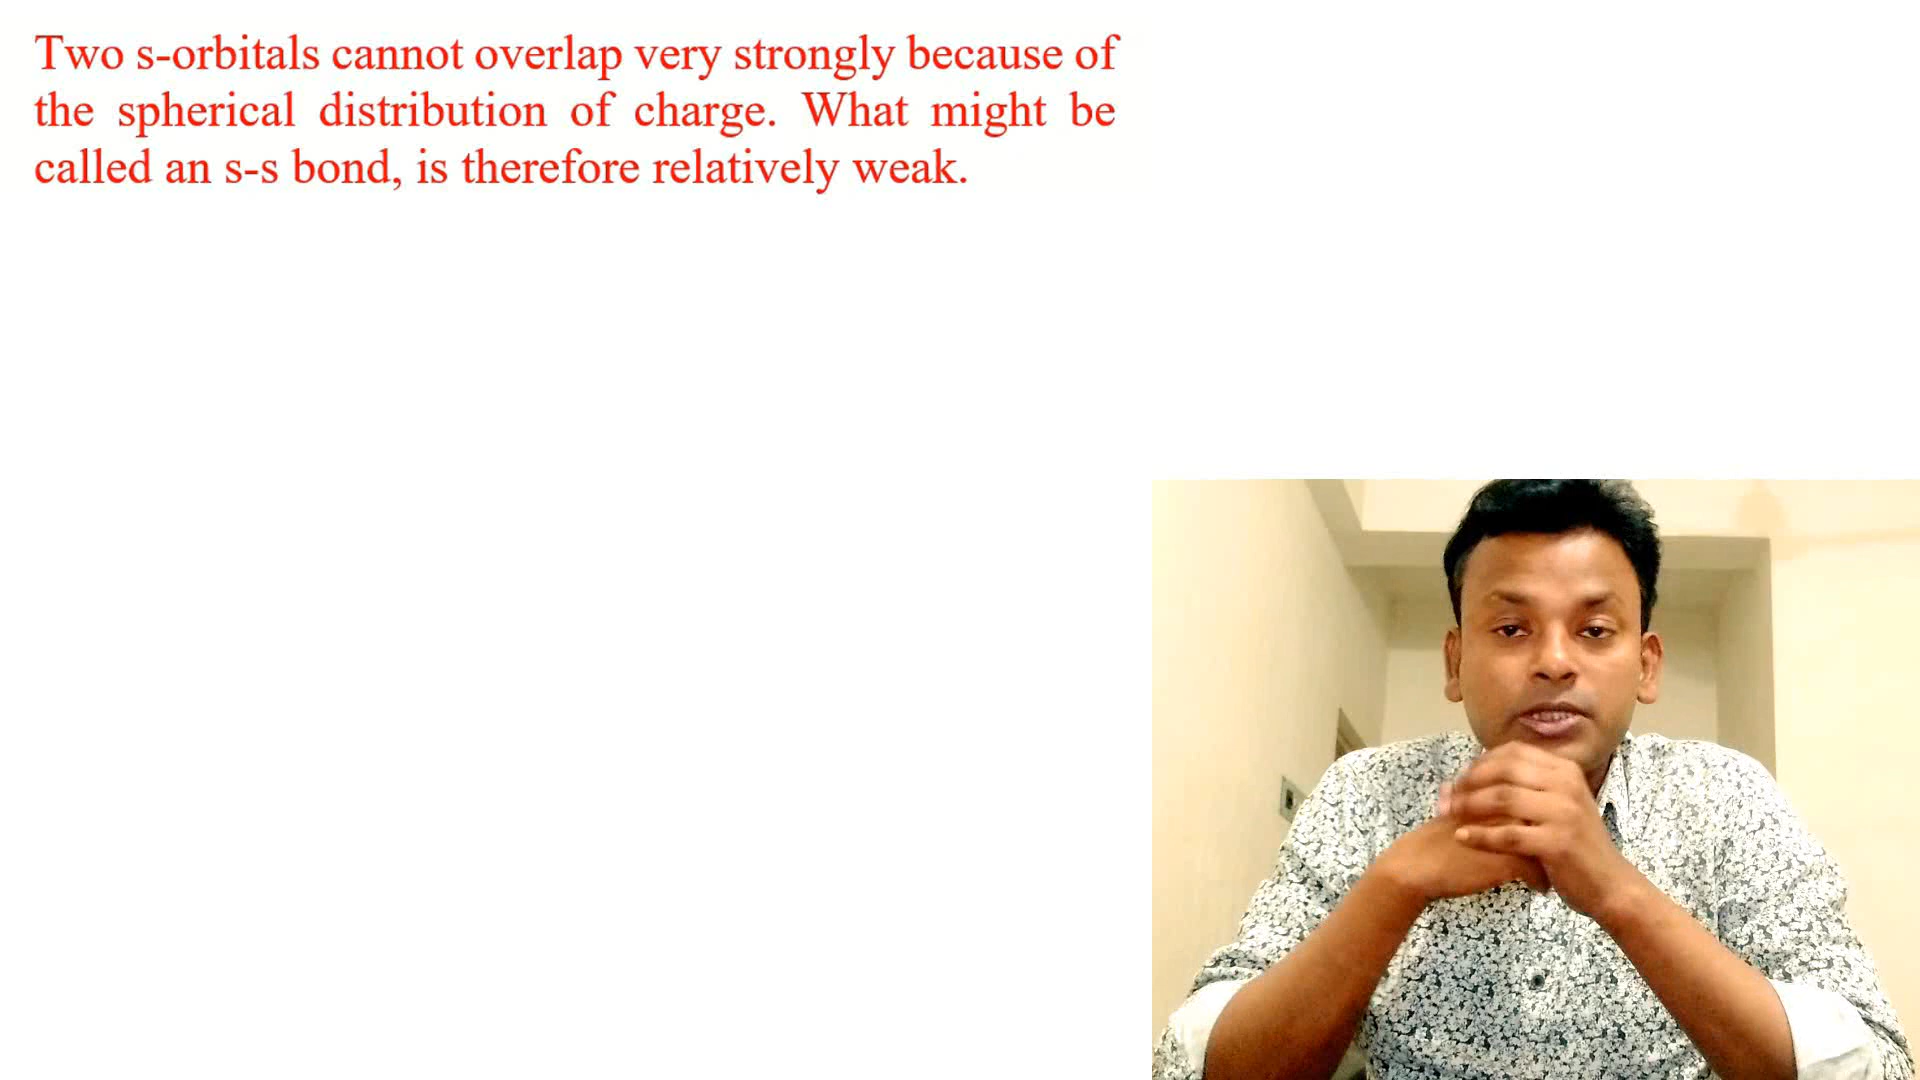 Two s-orbitals cannot overlap very strongly because of
the spherical distribution of charge. What might be
called an s-s bond, is therefore relatively weak.